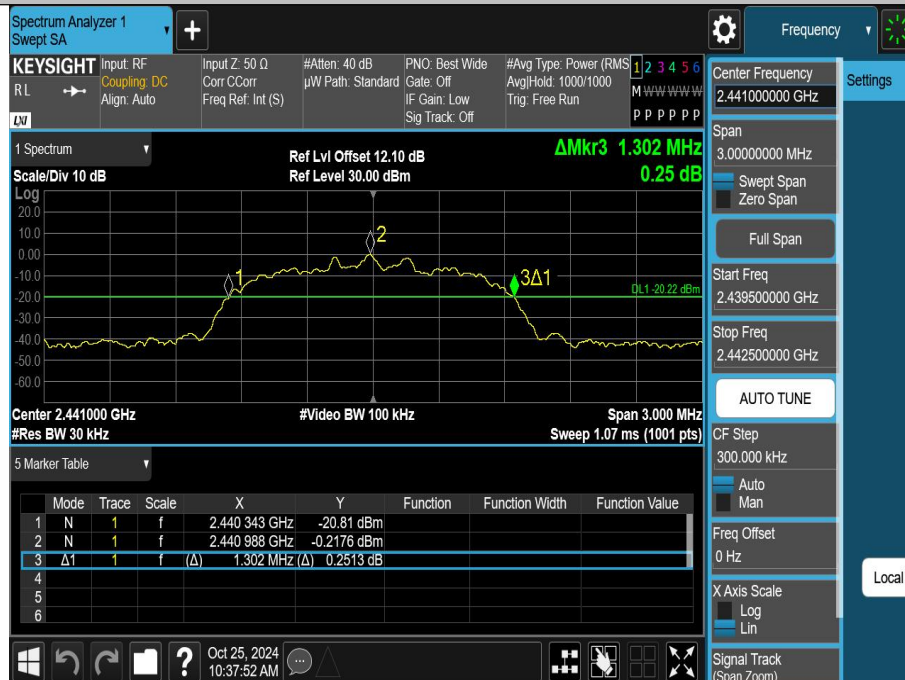 Spectrum Analyzer 1
Swept SA
+
Frequency
KEYSIGHT
RL
LXI
Input: RF
Coupling: DC
Align: Auto
Input Z: 50 Ω
Corr CCorr
Freq Ref: Int (S)
#Atten: 40 dB
µW Path: Standard
PNO: Best Wide
Gate: Off
IF Gain: Low
Sig Track: Off
#Avg Type: Power (RMS
Avg|Hold: 1000/1000
Trig: Free Run
1 2 3 4 5 6
M W W W W W
P P P P P P
1 Spectrum
Scale/Div 10 dB
Ref Lvl Offset 12.10 dB
Ref Level 30.00 dBm
ΔMkr3 1.302 MHz
0.25 dB
Log
20.0
10.0
0.00
-10.0
-20.0
-30.0
-40.0
-50.0
-60.0
1
2
3Δ1
DL1 -20.22 dBm
Center 2.441000 GHz
#Video BW 100 kHz
Span 3.000 MHz
#Res BW 30 kHz
Sweep 1.07 ms (1001 pts)
5 Marker Table
Mode Trace Scale X Y Function Function Width Function Value
1 N 1 f 2.440 343 GHz -20.81 dBm
2 N 1 f 2.440 988 GHz -0.2176 dBm
3 Δ1 1 f (Δ) 1.302 MHz (Δ) 0.2513 dB
4
5
6
?
Oct 25, 2024
10:37:52 AM
Center Frequency
2.441000000 GHz
Span
3.00000000 MHz
Swept Span
Zero Span
Full Span
Start Freq
2.439500000 GHz
Stop Freq
2.442500000 GHz
AUTO TUNE
CF Step
300.000 kHz
Auto
Man
Freq Offset
0 Hz
X Axis Scale
Log
Lin
Signal Track
(Span Zoom)
Settings
Local